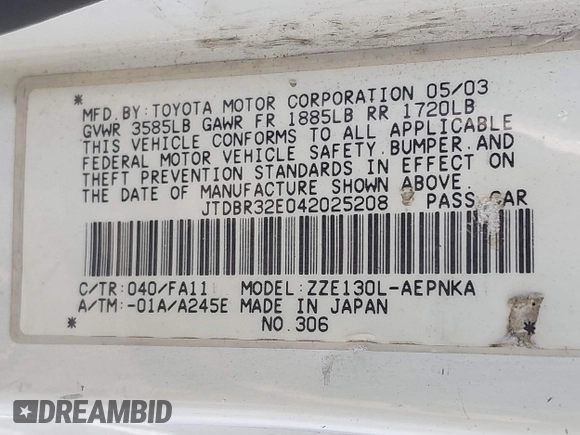 MFD. BY: TOYOTA MOTOR CORPORATION 05/03
GVWR 3585LB GAWR FR 1885LB RR 1720LB
THIS VEHICLE CONFORMS TO ALL APPLICABLE
FEDERAL MOTOR VEHICLE SAFETY, BUMPER, AND
THEFT PREVENTION STANDARDS IN EFFECT ON
THE DATE OF MANUFACTURE SHOWN ABOVE.
JTDBR32E042025208 PASS. CAR
C/TR: 040/FA11 MODEL: ZZE130L-AEPNKA
A/TM: -01A/A245E MADE IN JAPAN
NO. 306
DREAMBID